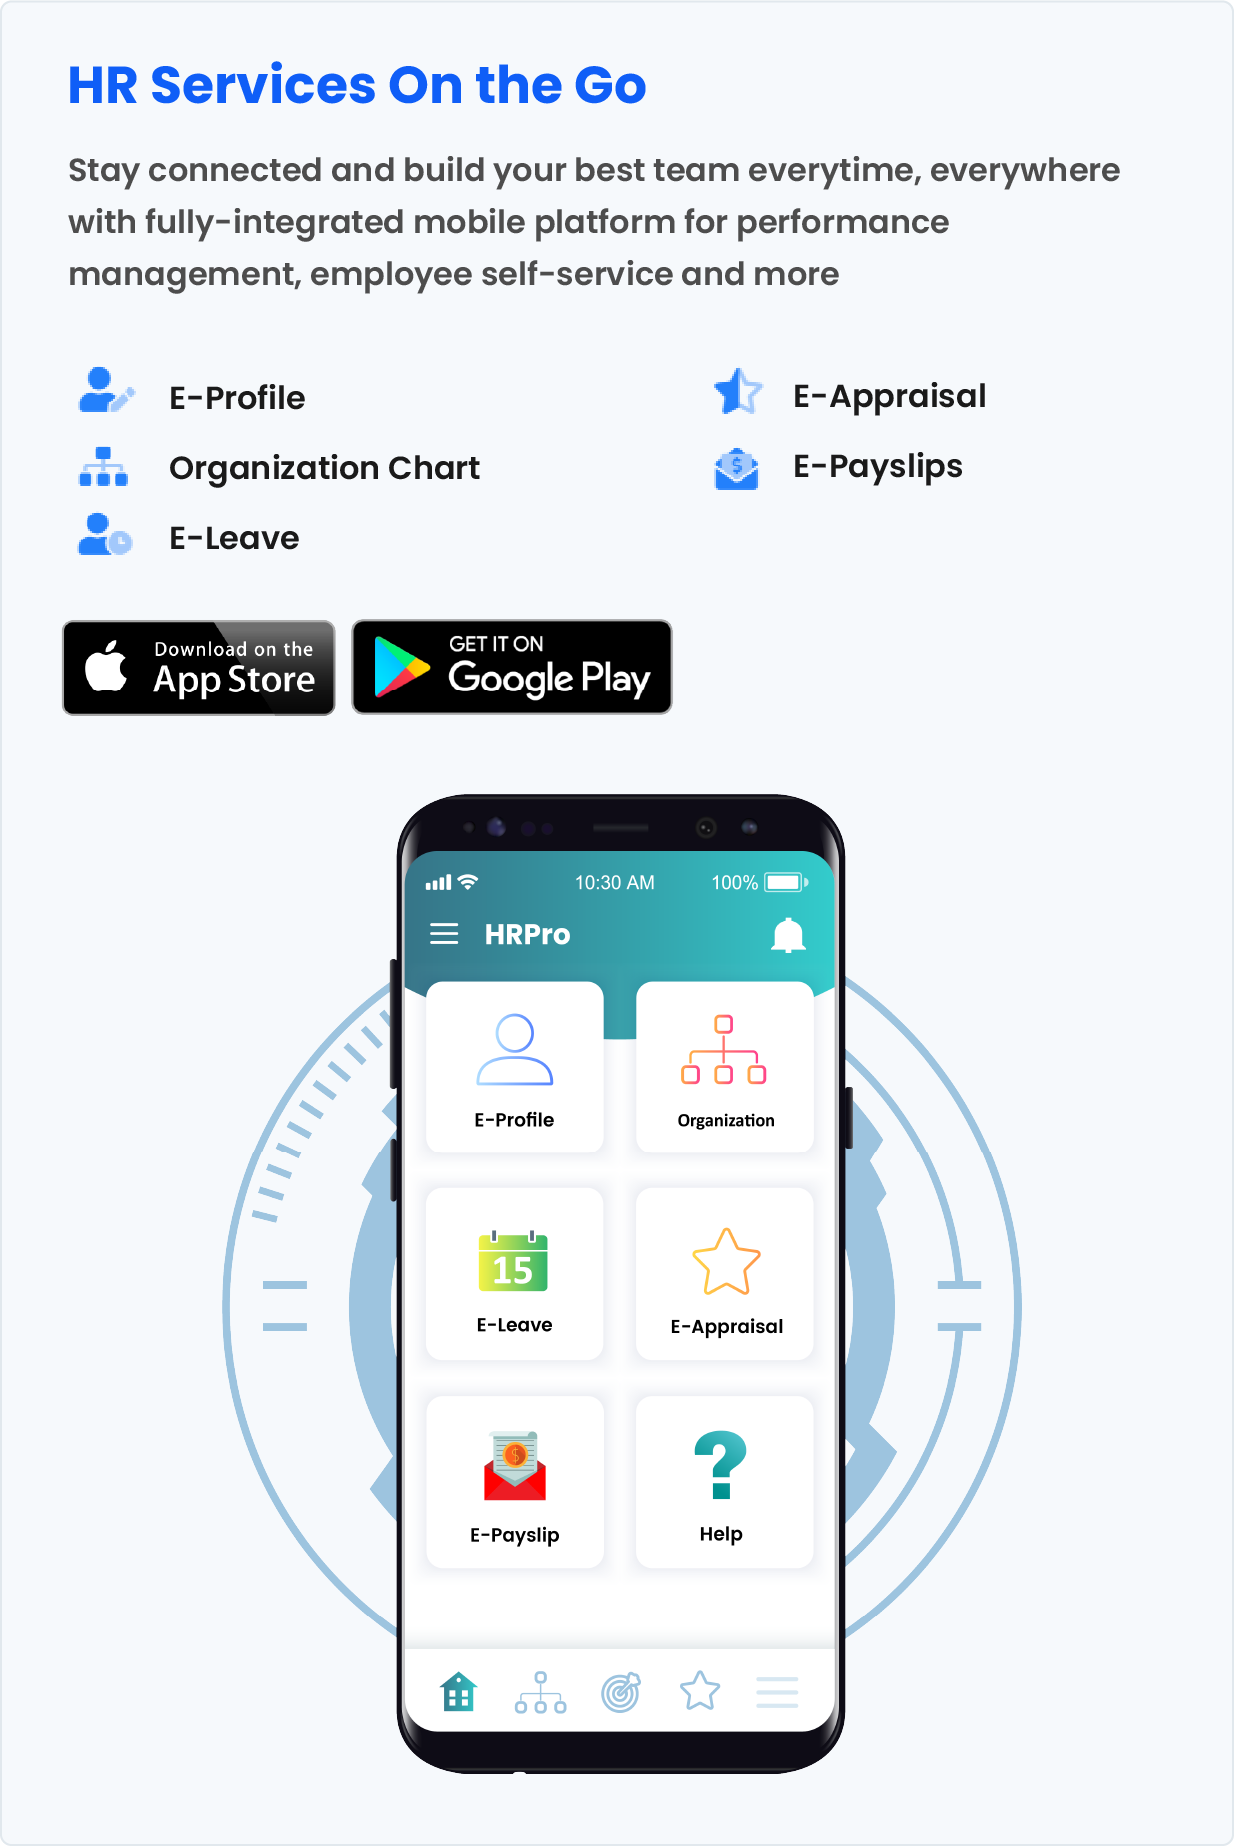 HR Services On the Go
Stay connected and build your best team everytime, everywhere
with fully-integrated mobile platform for performance
management, employee self-service and more
E-Profile
Organization Chart
E-Leave
E-Appraisal
$
E-Payslips
Download on the
App Store
GET IT ON
Google Play
10:30 AM
100%
HRPro
E-Profile
Organization
15
E-Leave
E-Appraisal
$
E-Payslip
?
Help